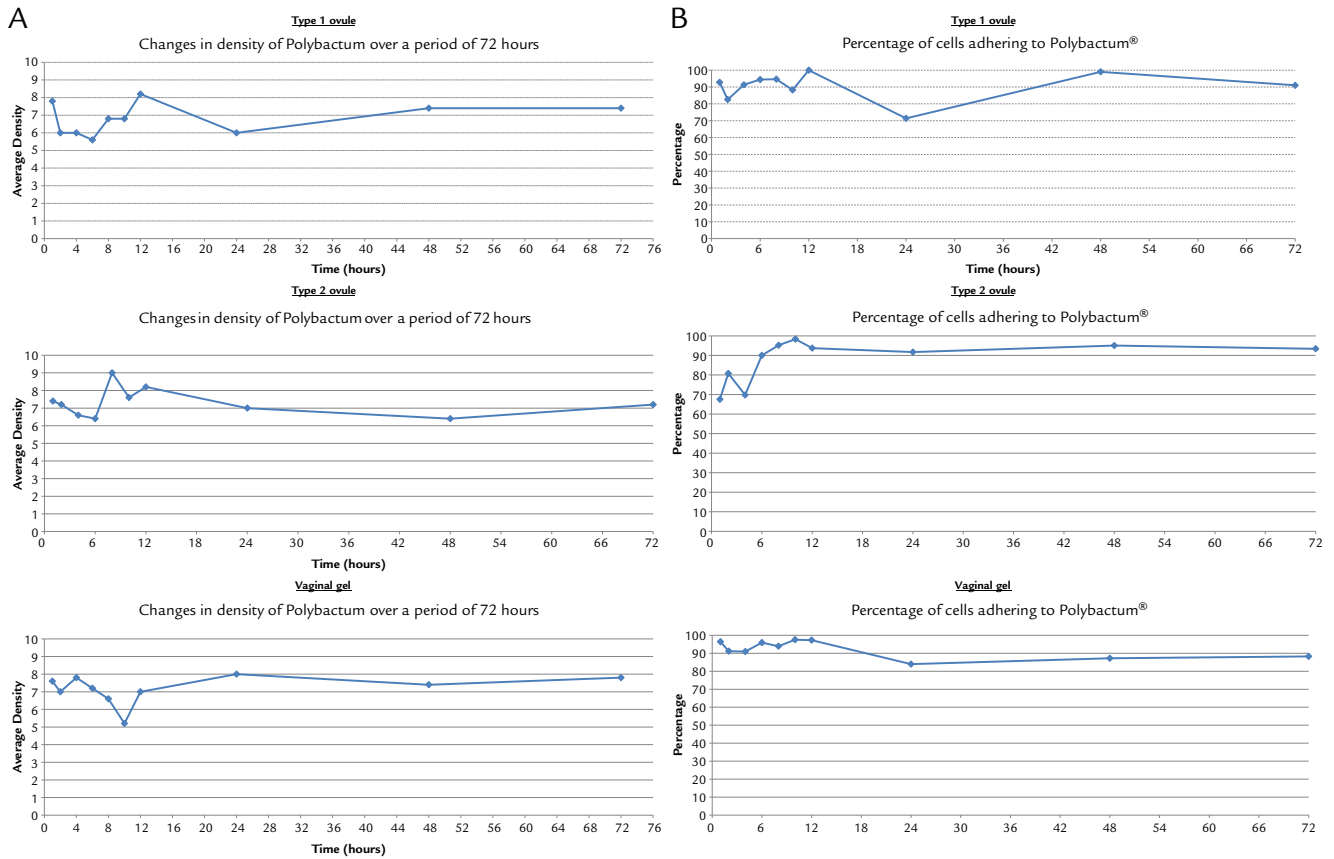 A
Type 1 ovule
Changes in density of Polybactum over a period of 72 hours
10
9
8
7
6
5
4
3
2
1
0
Average Density
0 4 8 12 16 20 24 28 32 36 40 44 48 52 56 60 64 68 72 76
Time (hours)
Type 2 ovule
Changes in density of Polybactum over a period of 72 hours
10
9
8
7
6
5
4
3
2
1
0
Average Density
0 6 12 18 24 30 36 42 48 54 60 66 72
Time (hours)
Vaginal gel
Changes in density of Polybactum over a period of 72 hours
10
9
8
7
6
5
4
3
2
1
0
Average Density
0 4 8 12 16 20 24 28 32 36 40 44 48 52 56 60 64 68 72 76
Time (hours)
B
Type 1 ovule
Percentage of cells adhering to Polybactum®
100
90
80
70
60
50
40
30
20
10
0
Percentage
0 6 12 18 24 30 36 42 48 54 60 66 72
Time (hours)
Type 2 ovule
Percentage of cells adhering to Polybactum®
100
90
80
70
60
50
40
30
20
10
0
Percentage
0 6 12 18 24 30 36 42 48 54 60 66 72
Vaginal gel
Percentage of cells adhering to Polybactum®
100
90
80
70
60
50
40
30
20
10
0
Percentage
0 6 12 18 24 30 36 42 48 54 60 66 72